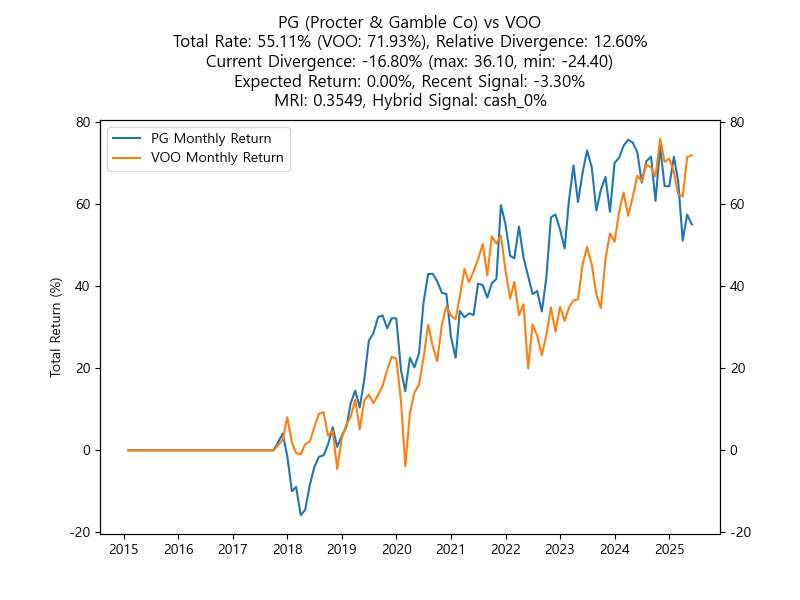 PG (Procter & Gamble Co) vs VOO
Total Rate: 55.11% (VOO: 71.93%), Relative Divergence: 12.60%
Current Divergence: -16.80% (max: 36.10, min: -24.40)
Expected Return: 0.00%, Recent Signal: -3.30%
MRI: 0.3549, Hybrid Signal: cash_0%
PG Monthly Return
VOO Monthly Return
Total Return (%)
80
60
40
20
0
-20
80
60
40
20
0
-20
2015 2016 2017 2018 2019 2020 2021 2022 2023 2024 2025